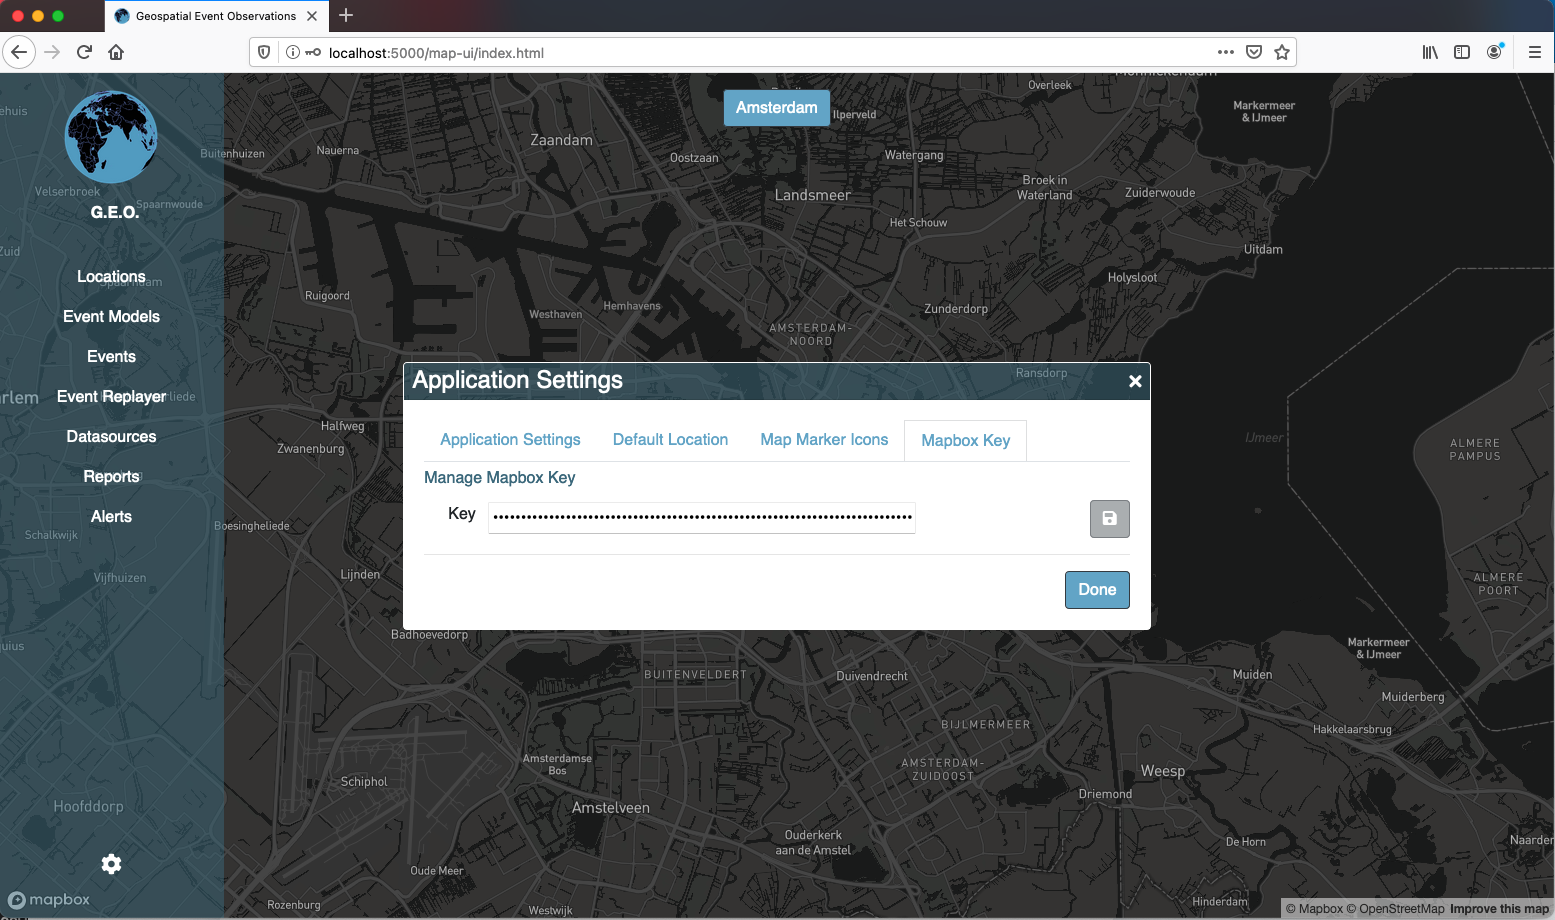 Geospatial Event Observations
localhost:5000/map-ui/index.html
G.E.O.
Locations
Event Models
Events
Event Replayer
Datasources
Reports
Alerts
mapbox
Amsterdam
Application Settings
Application Settings
Default Location
Map Marker Icons
Mapbox Key
Manage Mapbox Key
Key
Done
ehuis
Buitenhuizen
Velserbroek
Spaarnwoude
Zuid
Spaarndam
liede
Schalkwijk
Vijfhuizen
Hoofddorp
Nauerna
Zaandam
Oostzaan
Ilperveld
Watergang
Overleek
Markermeer
& IJmeer
Landsmeer
Broek in
Waterland
Zuiderwoude
Het Schouw
Uitdam
Holysloot
Ruigoord
Westhaven
Hemhavens
Zunderdorp
AMSTERDAM-
NOORD
Ransdorp
Halfweg
Zwanenburg
IJmeer
ALMERE
PAMPUS
Boesingheliede
Lijnden
ALMERE
POORT
Badhoevedorp
BUITENVELDERT
Duivendrecht
Markermeer
& IJmeer
Muiden
Muiderberg
BIJLMERMEER
Hakkelaarsbrug
Amsterdamse
Bos
AMSTERDAM-
ZUIDOOST
Weesp
Schiphol
Driemond
Amstelveen
Ouderkerk
aan de Amstel
De Horn
Naarder
Oude Meer
Rozenburg
Westwijk
Hinderdam
© Mapbox © OpenStreetMap Improve this map